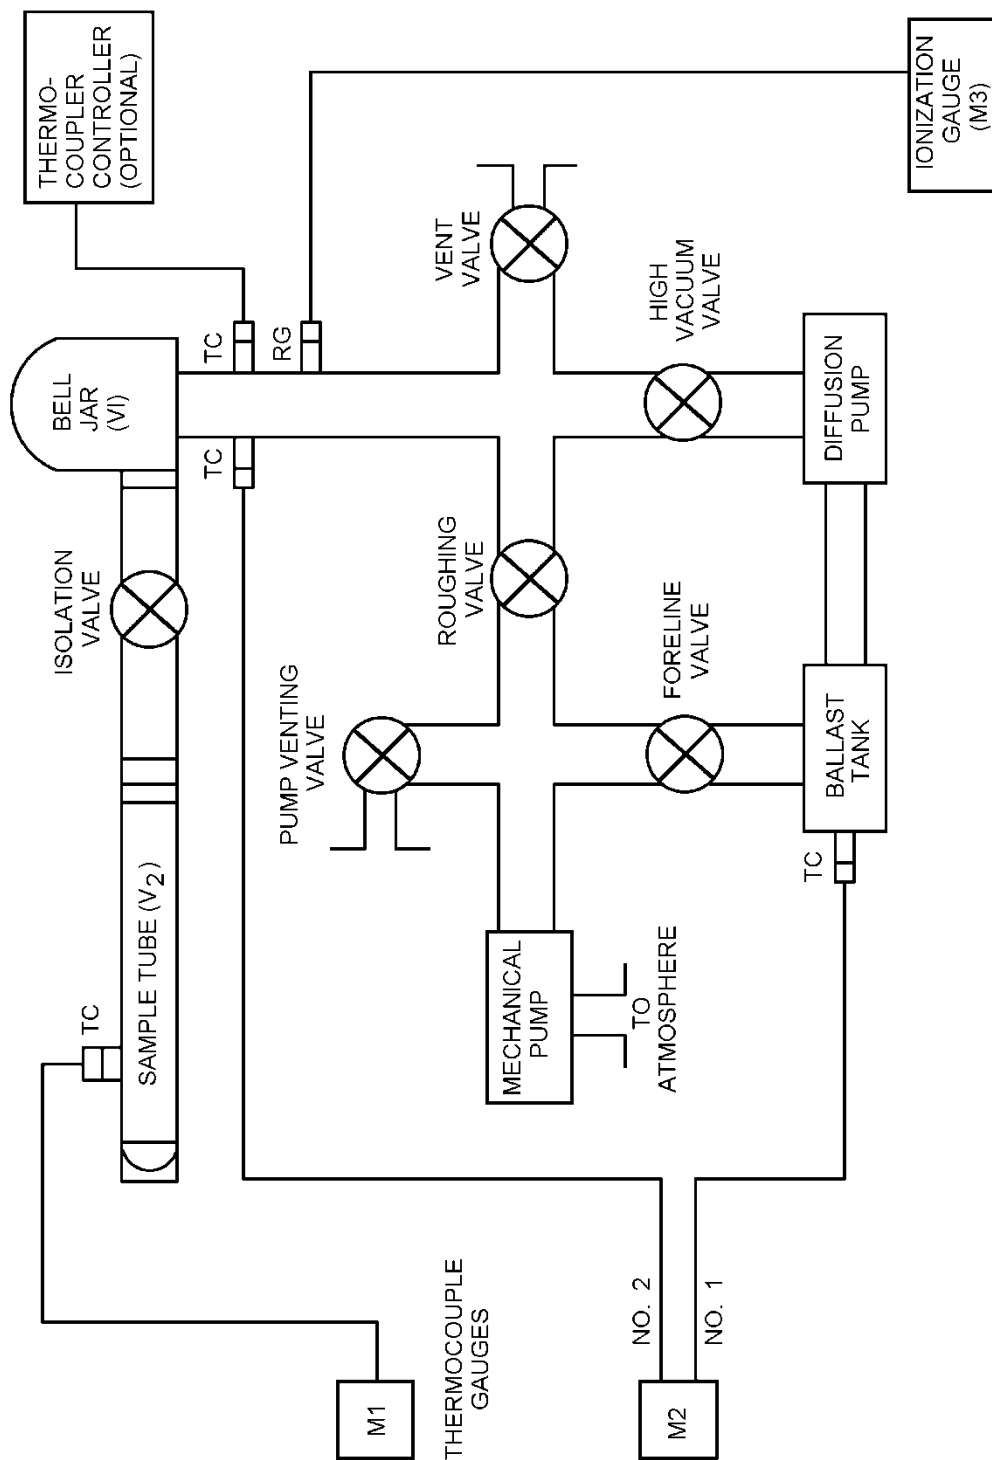 THERMO-
COUPLER
CONTROLLER
(OPTIONAL)
IONIZATION
GAUGE
(M3)
BELL
JAR
(VI)
TC
RG
TC
VENT
VALVE
HIGH
VACUUM
VALVE
DIFFUSION
PUMP
ISOLATION
VALVE
ROUGHING
VALVE
FORELINE
VALVE
PUMP VENTING
VALVE
BALLAST
TANK
TC
SAMPLE TUBE (V2)
TC
MECHANICAL
PUMP
TO
ATMOSPHERE
THERMOCOUPLE
GAUGES
NO. 2
NO. 1
M1
M2